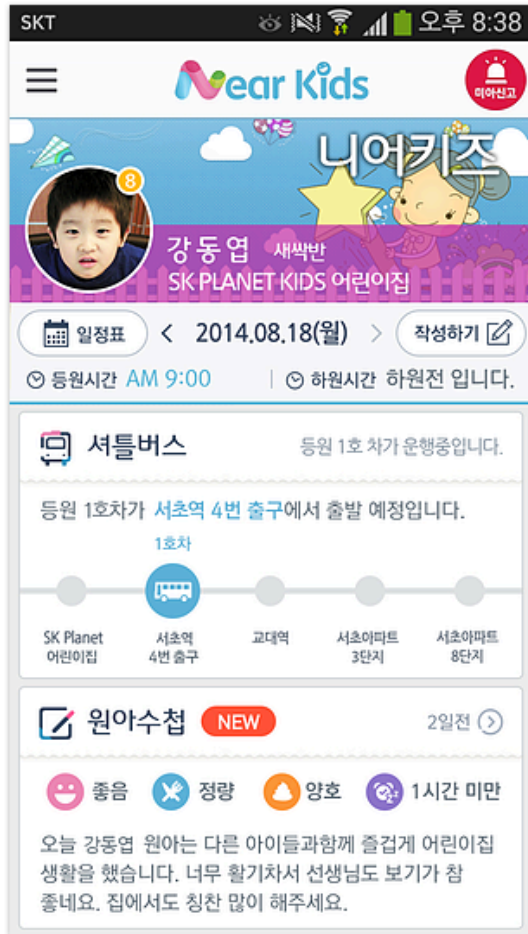 SKT 오후 8:38
Near Kids
미아신고
니어키즈
8
강동엽 새싹반
SK PLANET KIDS 어린이집
일정표 < 2014.08.18(월) > 작성하기
등원시간 AM 9:00 | 하원시간 하원전 입니다.
셔틀버스 등원 1호 차가 운행중입니다.
등원 1호차가 서초역 4번 출구에서 출발 예정입니다.
1호차
SK Planet 서초역 교대역 서초아파트 서초아파트
어린이집 4번 출구 3단지 8단지
원아수첩 NEW 2일전
좋음 정량 양호 1시간 미만
오늘 강동엽 원아는 다른 아이들과함께 즐겁게 어린이집
생활을 했습니다. 너무 활기차서 선생님도 보기가 참
좋네요. 집에서도 칭찬 많이 해주세요.